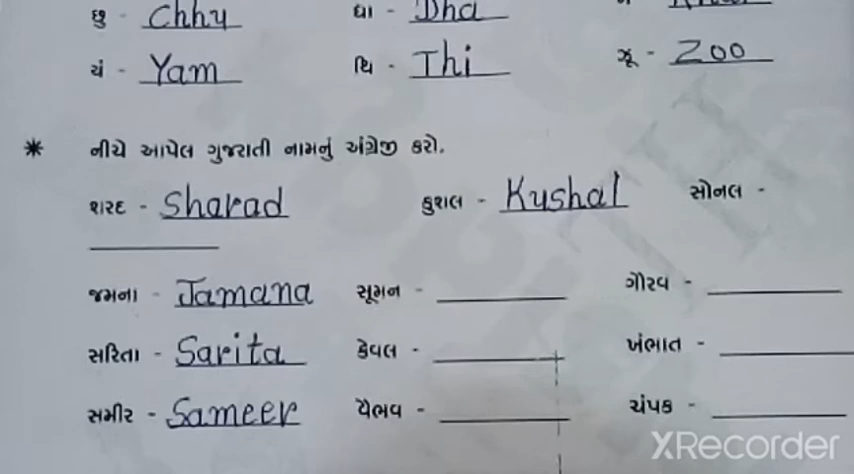 છુ - Chhu ધા - Dha
યં - Yam થિ - Thi ઝૂ - Zoo
* નીચે આપેલ ગુજરાતી નામનું અંગ્રેજી કરો.
શરદ - Sharad કુશલ - Kushal સોનલ -
જમના - Jamana સૂમન - ગૌરવ -
સરિતા - Sarita કેવલ - ખંભાત -
સમીર - Sameer યૈભવ - ચંપક -
XRecorder